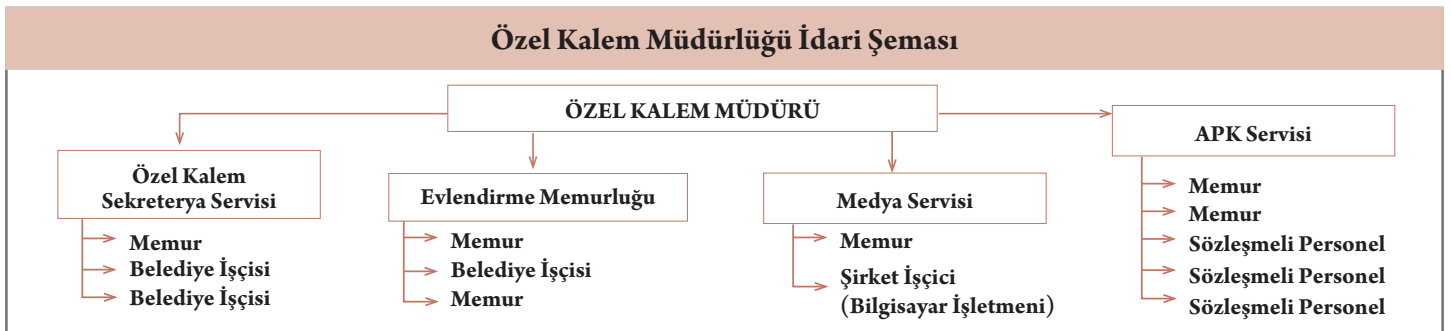 Özel Kalem Müdürlüğü İdari Şeması
ÖZEL KALEM MÜDÜRÜ
Özel Kalem
Sekreterya Servisi
Memur
Belediye İşçisi
Belediye İşçisi
Evlendirme Memurluğu
Memur
Belediye İşçisi
Memur
Medya Servisi
Memur
Şirket İşçici
(Bilgisayar İşletmeni)
APK Servisi
Memur
Memur
Sözleşmeli Personel
Sözleşmeli Personel
Sözleşmeli Personel